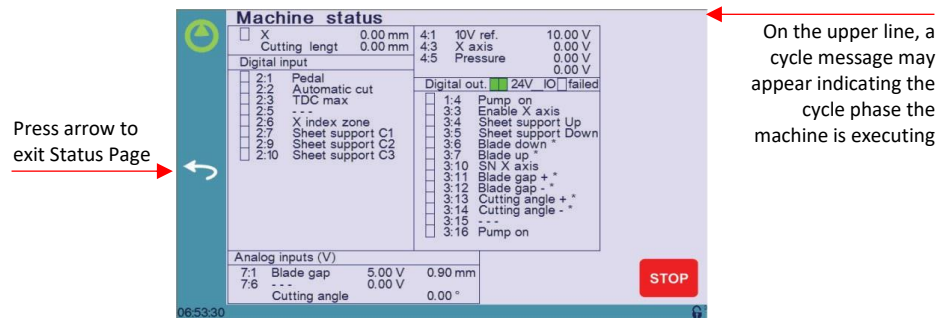 Machine status
X 0.00 mm
Cutting lengt 0.00 mm
4:1 10V ref. 10.00 V
4:3 X axis 0.00 V
4:5 Pressure 0.00 V
0.00 V
Digital input
2:1 Pedal
2:2 Automatic cut
2:3 TDC max
2:5 ---
2:6 X index zone
2:7 Sheet support C1
2:9 Sheet support C2
2:10 Sheet support C3
Digital out. 24V_IO failed
1:4 Pump on
3:3 Enable X axis
3:4 Sheet support Up
3:5 Sheet support Down
3:6 Blade down *
3:7 Blade up *
3:10 SN X axis
3:11 Blade gap + *
3:12 Blade gap - *
3:13 Cutting angle + *
3:14 Cutting angle - *
3:15 ---
3:16 Pump on
Analog inputs (V)
7:1 Blade gap 5.00 V 0.90 mm
7:6 --- 0.00 V
Cutting angle 0.00 °
STOP
06:53:30
Press arrow to
exit Status Page
On the upper line, a
cycle message may
appear indicating the
cycle phase the
machine is executing